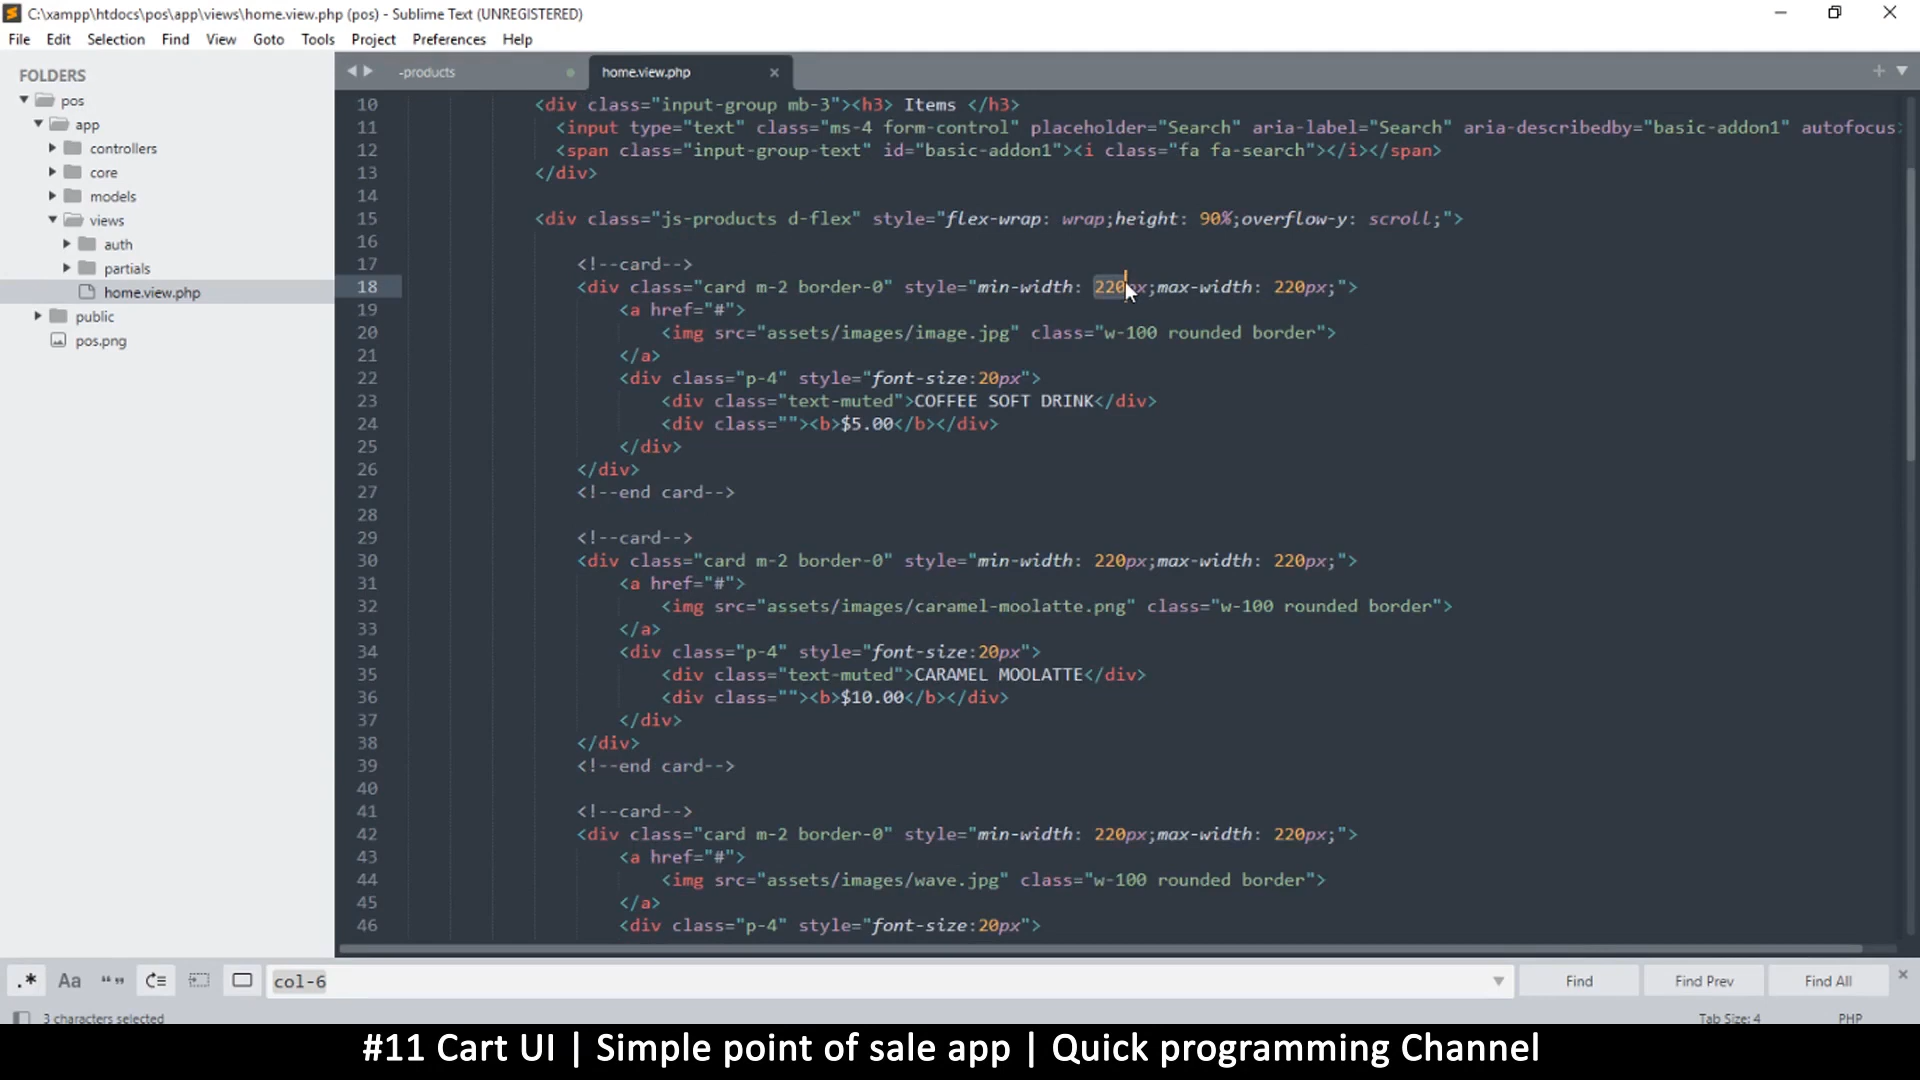 C:\xampp\htdocs\pos\app\views\home.view.php (pos) - Sublime Text (UNREGISTERED)
File Edit Selection Find View Goto Tools Project Preferences Help
FOLDERS
pos
app
controllers
core
models
views
auth
partials
home.view.php
public
pos.png
-products home.view.php
10 <div class="input-group mb-3"><h3> Items </h3>
11 <input type="text" class="ms-4 form-control" placeholder="Search" aria-label="Search" aria-describedby="basic-addon1" autofocus>
12 <span class="input-group-text" id="basic-addon1"><i class="fa fa-search"></i></span>
13 </div>
14
15 <div class="js-products d-flex" style="flex-wrap: wrap;height: 90%;overflow-y: scroll;">
16
17 <!--card-->
18 <div class="card m-2 border-0" style="min-width: 220px;max-width: 220px;">
19 <a href="#">
20 <img src="assets/images/image.jpg" class="w-100 rounded border">
21 </a>
22 <div class="p-4" style="font-size:20px">
23 <div class="text-muted">COFFEE SOFT DRINK</div>
24 <div class=""><b>$5.00</b></div>
25 </div>
26 </div>
27 <!--end card-->
28
29 <!--card-->
30 <div class="card m-2 border-0" style="min-width: 220px;max-width: 220px;">
31 <a href="#">
32 <img src="assets/images/caramel-moolatte.png" class="w-100 rounded border">
33 </a>
34 <div class="p-4" style="font-size:20px">
35 <div class="text-muted">CARAMEL MOOLATTE</div>
36 <div class=""><b>$10.00</b></div>
37 </div>
38 </div>
39 <!--end card-->
40
41 <!--card-->
42 <div class="card m-2 border-0" style="min-width: 220px;max-width: 220px;">
43 <a href="#">
44 <img src="assets/images/wave.jpg" class="w-100 rounded border">
45 </a>
46 <div class="p-4" style="font-size:20px">
.* Aa “” col-6 Find Find Prev Find All
3 characters selected Tab Size: 4 PHP
#11 Cart UI | Simple point of sale app | Quick programming Channel